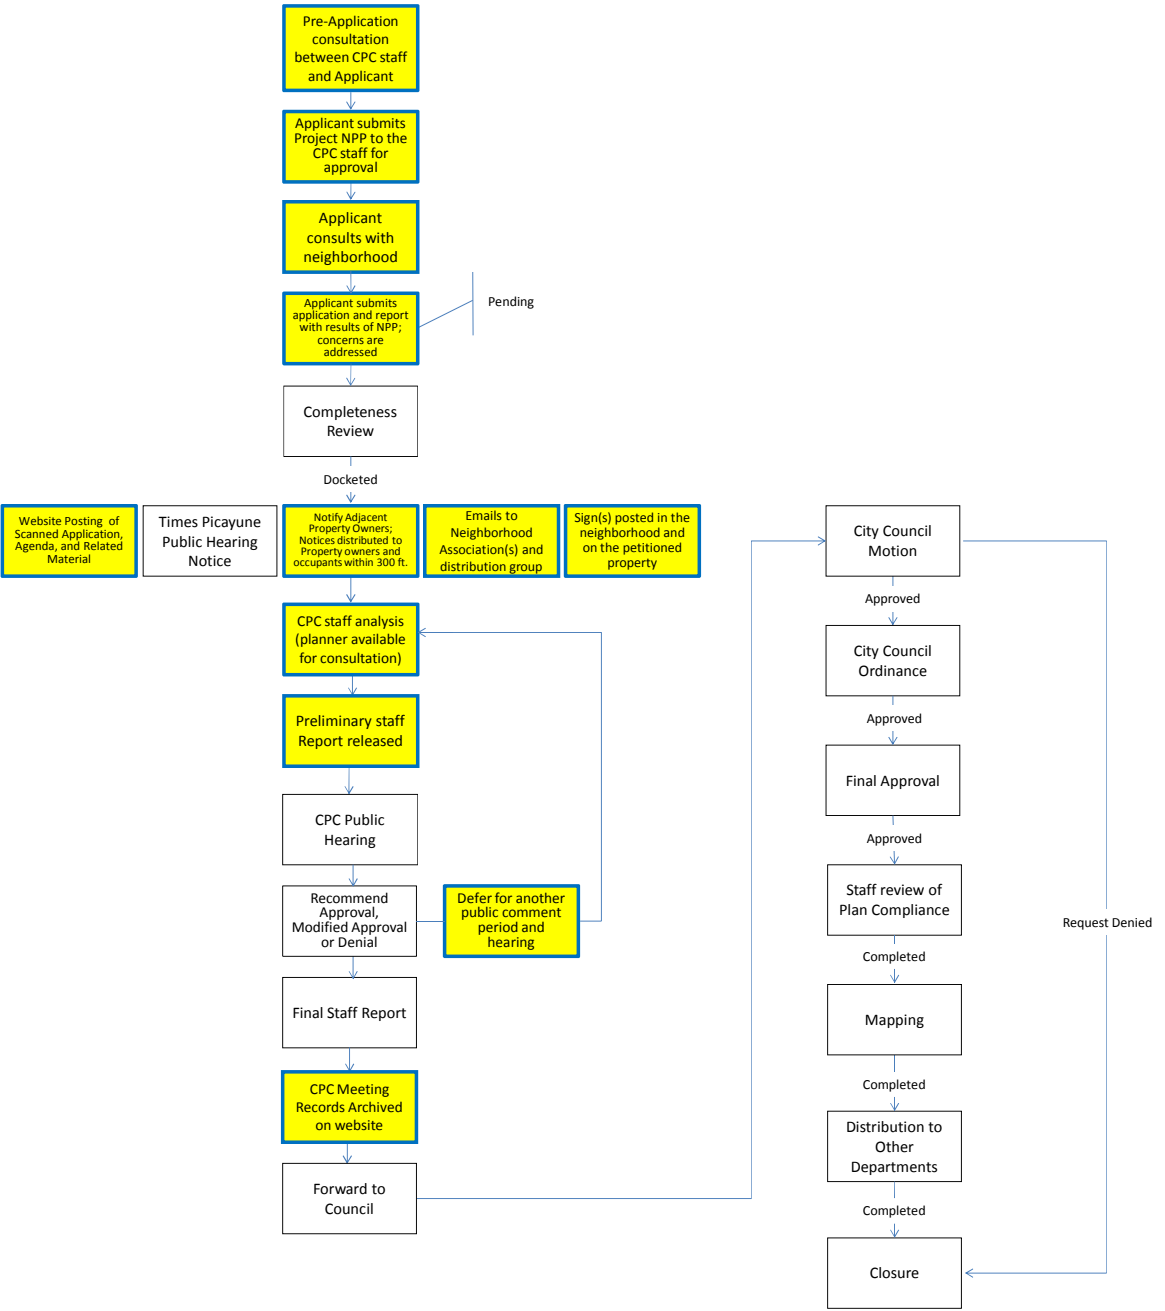 Pre-Application
consultation
between CPC staff
and Applicant
Applicant submits
Project NPP to the
CPC staff for
approval
Applicant
consults with
neighborhood
Applicant submits
application and report
with results of NPP;
concerns are
addressed
Pending
Completeness
Review
Docketed
Website Posting of
Scanned Application,
Agenda, and Related
Material
Times Picayune
Public Hearing
Notice
Notify Adjacent
Property Owners;
Notices distributed to
Property owners and
occupants within 300 ft.
Emails to
Neighborhood
Association(s) and
distribution group
Sign(s) posted in the
neighborhood and
on the petitioned
property
CPC staff analysis
(planner available
for consultation)
Preliminary staff
Report released
CPC Public
Hearing
Recommend
Approval,
Modified Approval
or Denial
Defer for another
public comment
period and
hearing
Final Staff Report
CPC Meeting
Records Archived
on website
Forward to
Council
City Council
Motion
Approved
City Council
Ordinance
Approved
Final Approval
Approved
Staff review of
Plan Compliance
Completed
Mapping
Completed
Distribution to
Other
Departments
Completed
Closure
Request Denied